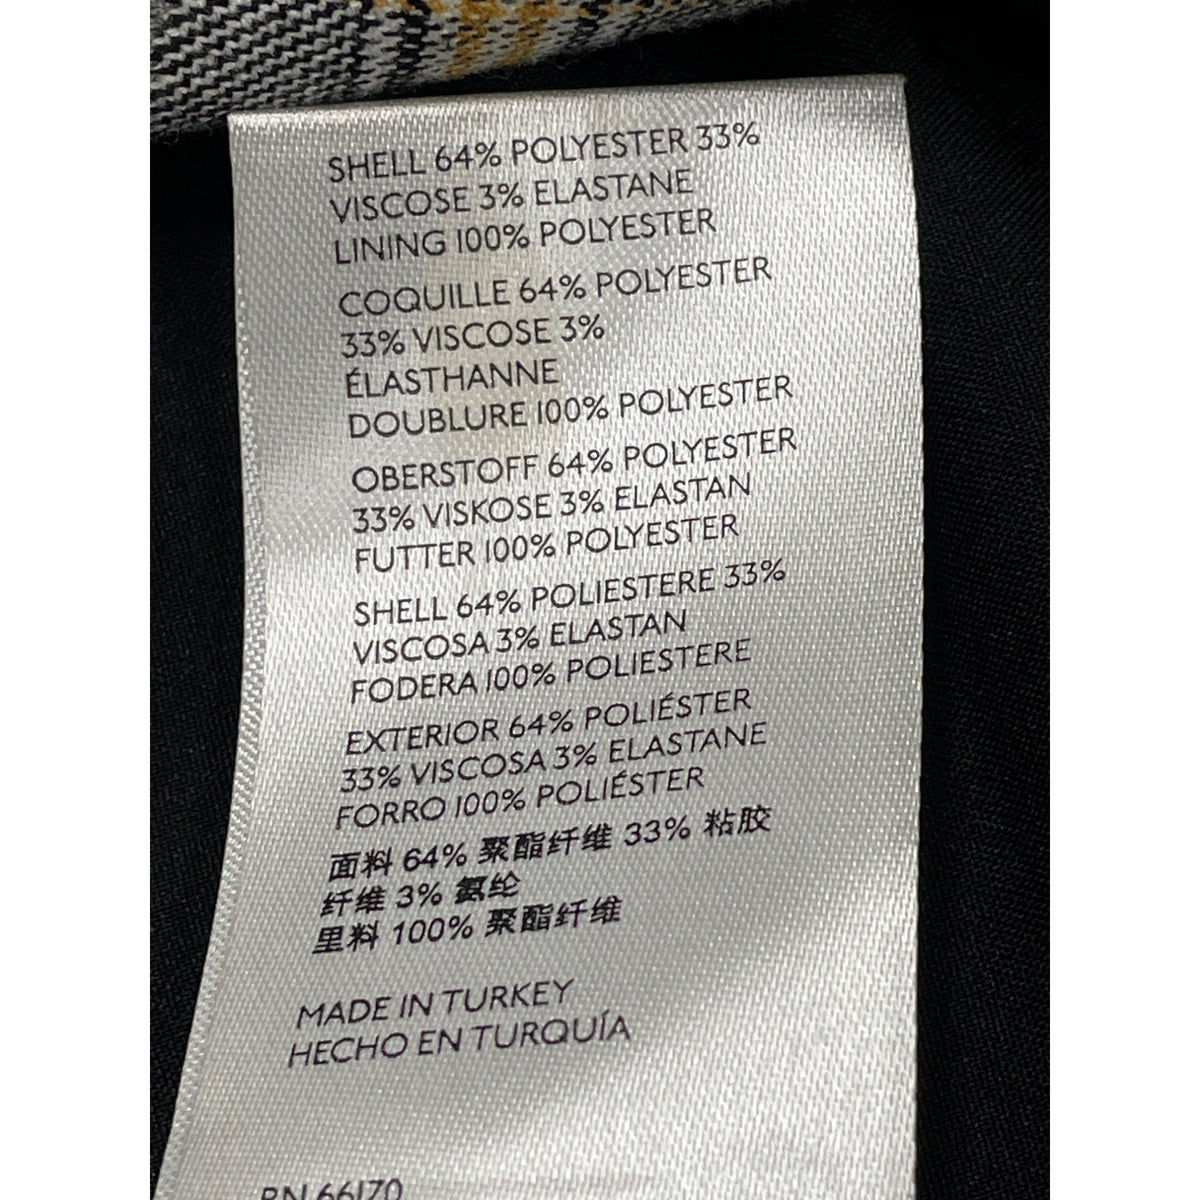 SHELL 64% POLYESTER 33%
VISCOSE 3% ELASTANE
LINING 100% POLYESTER
COQUILLE 64% POLYESTER
33% VISCOSE 3%
ÉLASTHANNE
DOUBLURE 100% POLYESTER
OBERSTOFF 64% POLYESTER
33% VISKOSE 3% ELASTAN
FUTTER 100% POLYESTER
SHELL 64% POLIESTERE 33%
VISCOSA 3% ELASTAN
FODERA 100% POLIESTERE
EXTERIOR 64% POLIÉSTER
33% VISCOSA 3% ELASTANE
FORRO 100% POLIÉSTER
面料 64% 聚酯纤维 33% 粘胶
纤维 3% 氨纶
里料 100% 聚酯纤维
MADE IN TURKEY
HECHO EN TURQUÍA
RN 66170